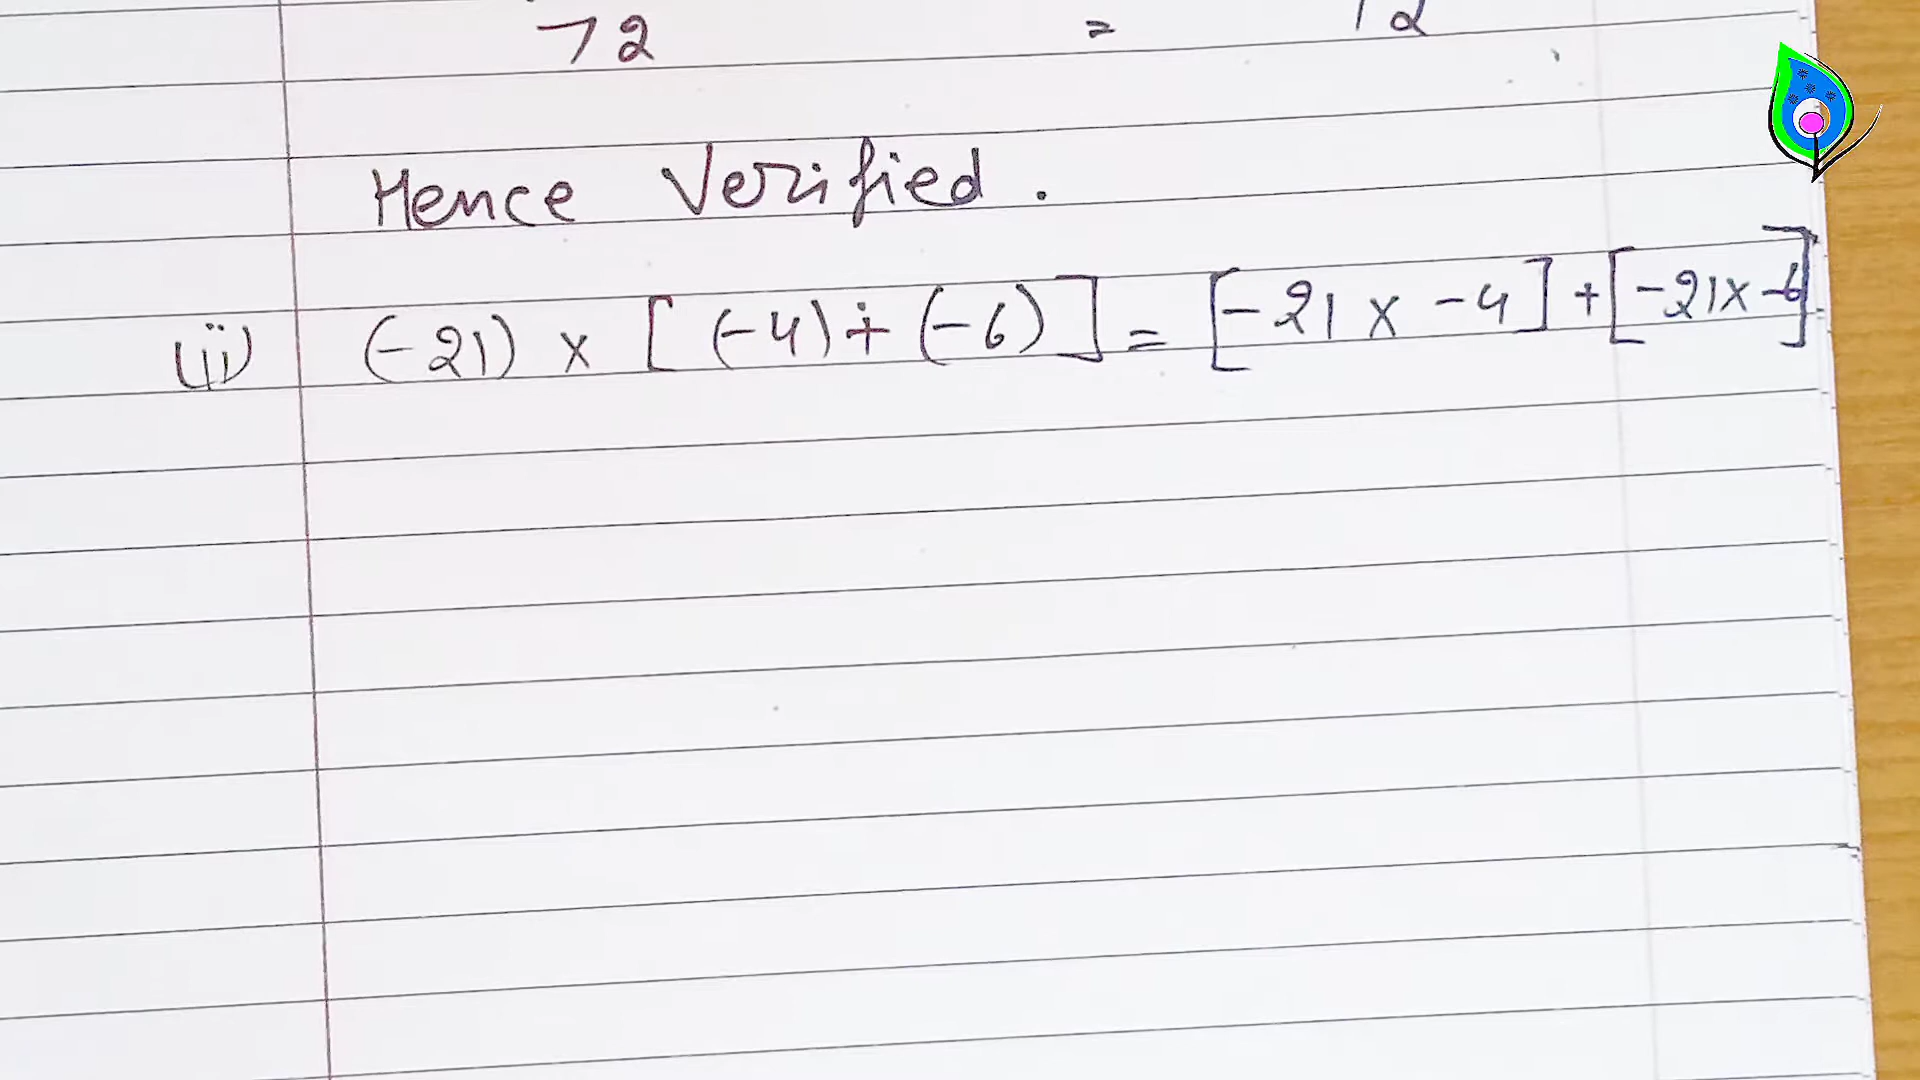 72 = 72
Hence Verified.
(ii) (-21) × [(-4) + (-6)] = [-21 × -4] + [-21 × -6]